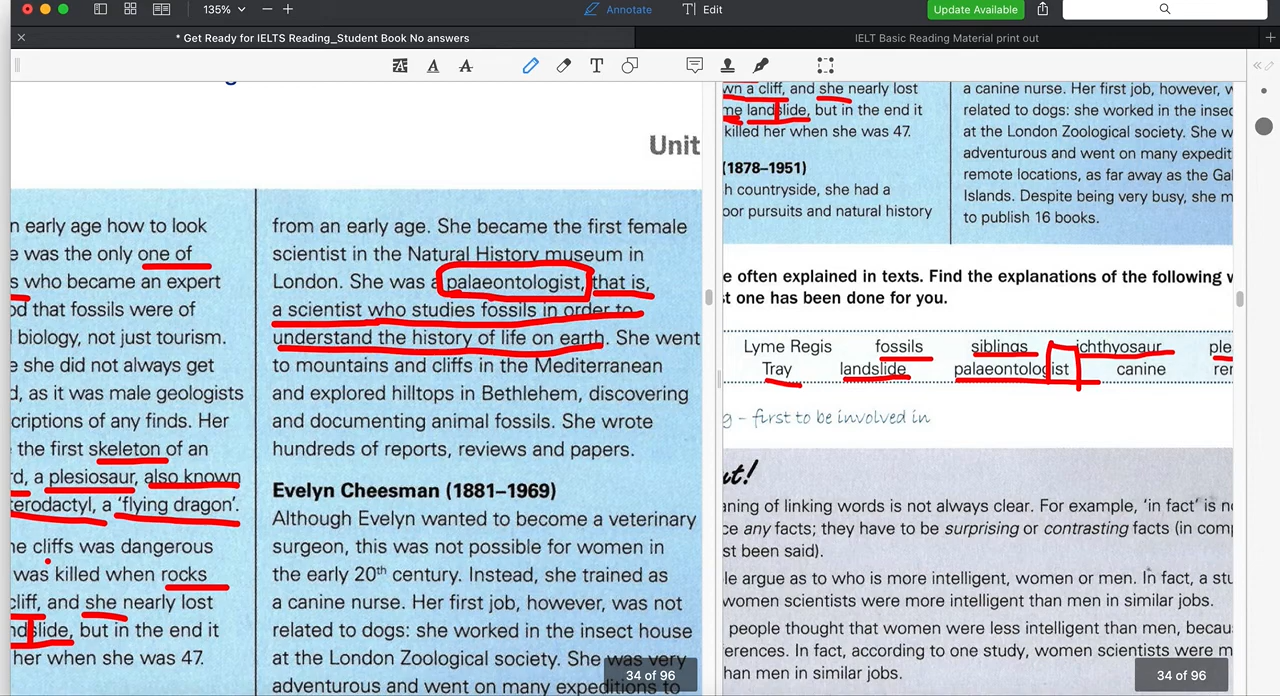 135%
Annotate
Edit
Update Available
* Get Ready for IELTS Reading_Student Book No answers
IELT Basic Reading Material print out
Unit
n early age how to look
e was the only one of
s who became an expert
od that fossils were of
biology, not just tourism.
e she did not always get
d, as it was male geologists
criptions of any finds. Her
the first skeleton of an
rd, a plesiosaur, also known
erodactyl, a 'flying dragon'.
ne cliffs was dangerous
was killed when rocks
cliff, and she nearly lost
ndslide, but in the end it
her when she was 47.
from an early age. She became the first female
scientist in the Natural History museum in
London. She was a palaeontologist, that is,
a scientist who studies fossils in order to
understand the history of life on earth. She went
to mountains and cliffs in the Mediterranean
and explored hilltops in Bethlehem, discovering
and documenting animal fossils. She wrote
hundreds of reports, reviews and papers.
Evelyn Cheesman (1881–1969)
Although Evelyn wanted to become a veterinary
surgeon, this was not possible for women in
the early 20th century. Instead, she trained as
a canine nurse. Her first job, however, was not
related to dogs: she worked in the insect house
at the London Zoological society. She was very
adventurous and went on many expeditions to
34 of 96
wn a cliff, and she nearly lost
me landslide, but in the end it
killed her when she was 47.
(1878-1951)
h countryside, she had a
oor pursuits and natural history
a canine nurse. Her first job, however, w
related to dogs: she worked in the insec
at the London Zoological society. She w
adventurous and went on many expedit
remote locations, as far away as the Gal
Islands. Despite being very busy, she m
to publish 16 books.
e often explained in texts. Find the explanations of the following w
st one has been done for you.
Lyme Regis fossils siblings ichthyosaur ple
Tray landslide palaeontologist canine rer
g – first to be involved in
ut!
aning of linking words is not always clear. For example, 'in fact' is n
ce any facts; they have to be surprising or contrasting facts (in comp
st been said).
le argue as to who is more intelligent, women or men. In fact, a stu
women scientists were more intelligent than men in similar jobs.
people thought that women were less intelligent than men, becau
erences. In fact, according to one study, women scientists were m
han men in similar jobs.
34 of 96